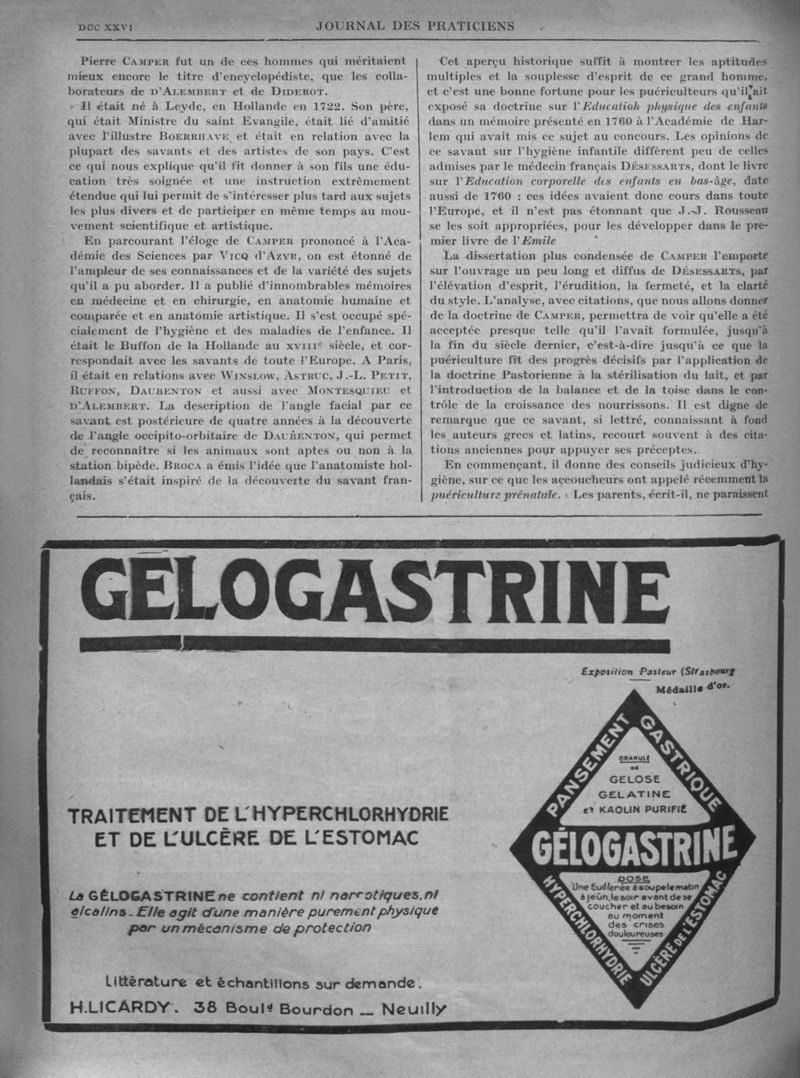 DCC XXVI
JOURNAL DES PRATICIENS
Pierre CAMPER fut un de ces hommes qui méritaient
mieux encore le titre d'encyclopédiste, que les colla-
borateurs de D'ALEMBERT et de DIDEROT.
Il était né à Leyde, en Hollande en 1722. Son père,
qui était Ministre du saint Evangile, était lié d'amitié
avec l'illustre BOERRHAVE et était en relation avec la
plupart des savants et des artistes de son pays. C'est
ce qui nous explique qu'il fit donner à son fils une édu-
cation très soignée et une instruction extrêmement
étendue qui lui permit de s'intéresser plus tard aux sujets
les plus divers et de participer en même temps au mou-
vement scientifique et artistique.
En parcourant l'éloge de CAMPER prononcé à l'Aca-
démie des Sciences par VICQ D'AZYR, on est étonné de
l'ampleur de ses connaissances et de la variété des sujets
qu'il a pu aborder. Il a publié d'innombrables mémoires
en médecine et en chirurgie, en anatomie humaine et
comparée et en anatomie artistique. Il s'est occupé spé-
cialement de l'hygiène et des maladies de l'enfance. Il
était le Buffon de la Hollande au XVIIIe siècle, et cor-
respondait avec les savants de toute l'Europe. A Paris,
il était en relations avec WINSLOW, ASTRUC, J.-L. PETIT,
BUFFON, DAUBENTON et aussi avec MONTESQUIEU et
D'ALEMBERT. La description de l'angle facial par ce
savant est postérieure de quatre années à la découverte
de l'angle occipito-orbitaire de DAUBENTON, qui permet
de reconnaître si les animaux sont aptes ou non à la
station bipède. BROCA a émis l'idée que l'anatomiste hol-
landais s'était inspiré de la découverte du savant fran-
çais.
Cet aperçu historique suffit à montrer les aptitudes
multiples et la souplesse d'esprit de ce grand homme,
et c'est une bonne fortune pour les puériculteurs qu'il ait
exposé sa doctrine sur l'Education physique des enfants
dans un mémoire présenté en 1760 à l'Académie de Har-
lem qui avait mis ce sujet au concours. Les opinions de
ce savant sur l'hygiène infantile diffèrent peu de celles
admises par le médecin français DÉSESSARTS, dont le livre
sur l'Education corporelle des enfants en bas-âge, date
aussi de 1760 : ces idées avaient donc cours dans toute
l'Europe, et il n'est pas étonnant que J.-J. Rousseau
se les soit appropriées, pour les développer dans le pre-
mier livre de l'Emile
La dissertation plus condensée de CAMPER l'emporte
sur l'ouvrage un peu long et diffus de DÉSESSARTS, par
l'élévation d'esprit, l'érudition, la fermeté, et la clarté
du style. L'analyse, avec citations, que nous allons donner
de la doctrine de CAMPER, permettra de voir qu'elle a été
acceptée presque telle qu'il l'avait formulée, jusqu'à
la fin du siècle dernier, c'est-à-dire jusqu'à ce que la
puériculture fît des progrès décisifs par l'application de
la doctrine Pastorienne à la stérilisation du lait, et par
l'introduction de la balance et de la toise dans le con-
trôle de la croissance des nourrissons. Il est digne de
remarque que ce savant, si lettré, connaissant à fond
les auteurs grecs et latins, recourt souvent à des cita-
tions anciennes pour appuyer ses préceptes.
En commençant, il donne des conseils judicieux d'hy-
giène, sur ce que les accoucheurs ont appelé récemment la
puériculture prénatale. « Les parents, écrit-il, ne paraissent
GÉLOGASTRINE
Exposition Pasteur (Strasbourg
Médaille d'or.
PANSEMENT GASTRIQUE
GRANULÉ
DE
GELOSE
GELATINE
ET KAOLIN PURIFIÉ
GÉLOGASTRINE
DOSE
Une Cuillerée à soupe le matin
à jeûn, le soir avant de se
coucher et au besoin
au moment
des crises
douloureuses
HYPERCHLORHYDRIE ULCÈRE DE L'ESTOMAC
TRAITEMENT DE L'HYPERCHLORHYDRIE
ET DE L'ULCÈRE DE L'ESTOMAC
La GÉLOGASTRINE ne contient ni narcotiques, ni
alcalins. Elle agit d'une manière purement physique
par un mécanisme de protection
Littérature et échantillons sur demande.
H.LICARDY. 38 Boulᵈ Bourdon — Neuilly